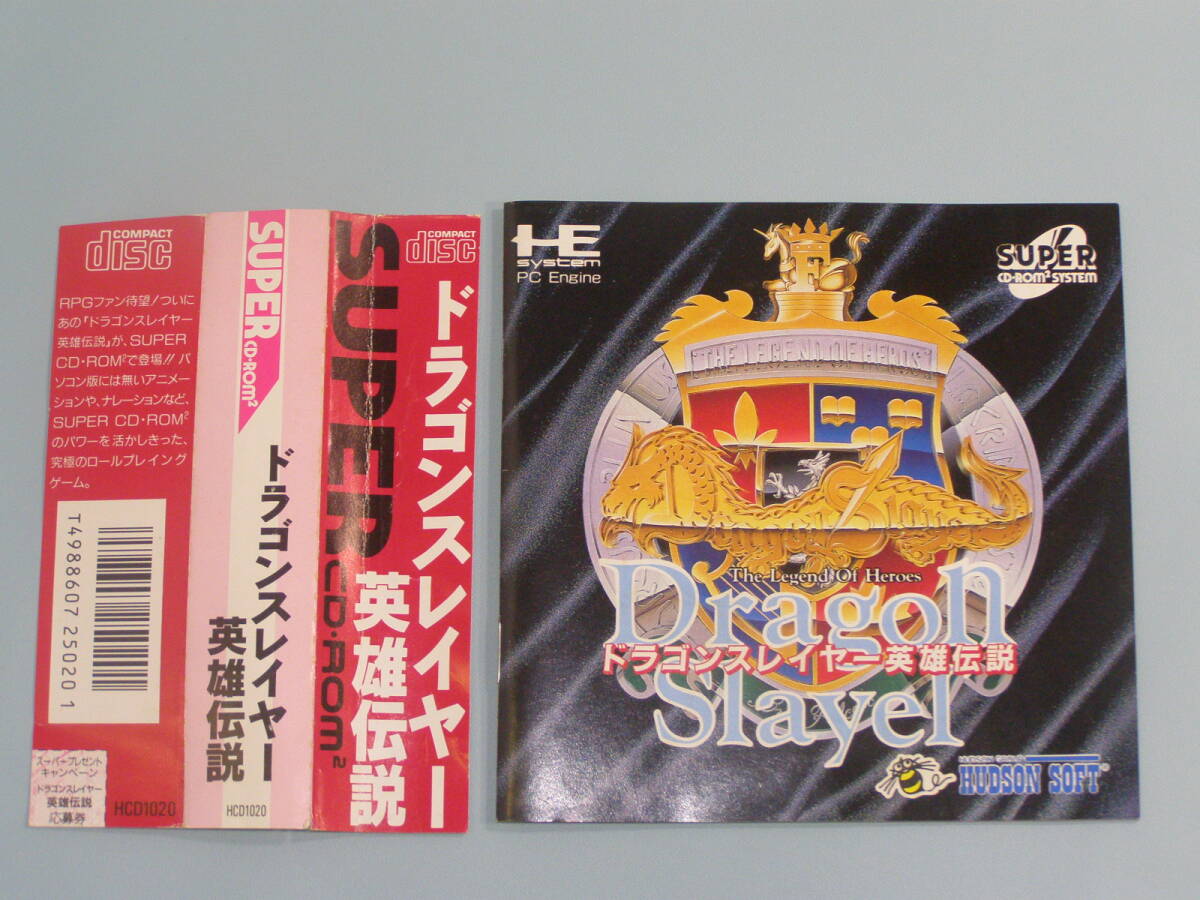 COMPACT
disc
RPGファン待望!ついに
あの「ドラゴンスレイヤー
英雄伝説」が、SUPER
CD・ROM²で登場!!パ
ソコン版には無いアニメー
ションや、ナレーションなど、
SUPER CD・ROM²
のパワーを活かしきった、
究極のロールプレイング
ゲーム。
T4988607 25020 1
スーパープレゼント
キャンペーン
ドラゴンスレイヤー
英雄伝説
応募券
HCD1020
SUPER CD・ROM²
ドラゴンスレイヤー
英雄伝説
HCD1020
SUPER CD・ROM²
COMPACT
disc
ドラゴンスレイヤー
英雄伝説
HE
system
PC Engine
SUPER
CD-ROM² SYSTEM
F
THE LEGEND OF HEROS
The Legend Of Heroes
Dragon
ドラゴンスレイヤー英雄伝説
Slayer
HUDSON SOFT®